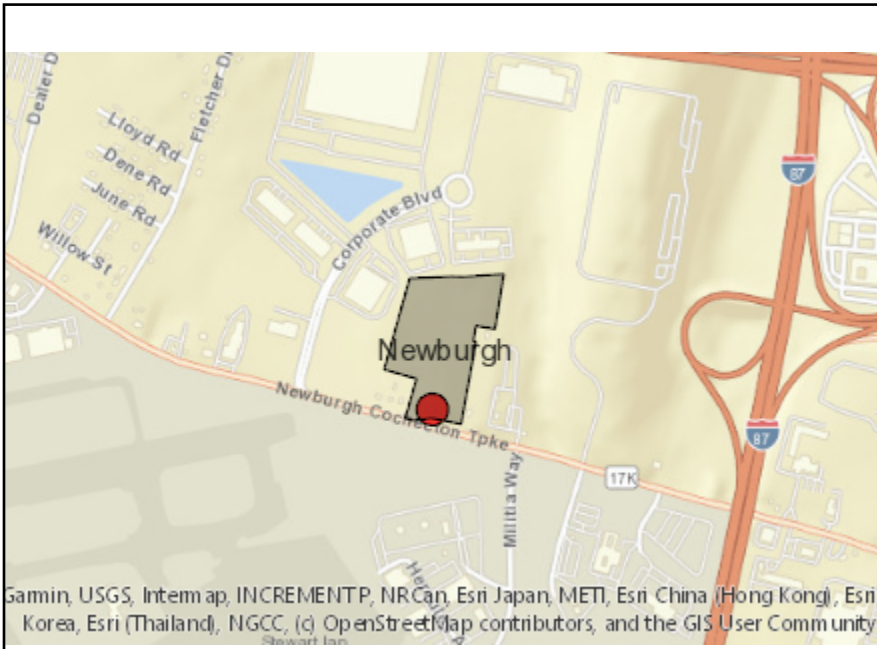 Dealer D
Fletcher D
Lloyd Rd
Dene Rd
June Rd
Willow St
Corporate Blvd
87
Newburgh
Newburgh Cochecton Tpke
87
17K
Militia Way
Garmin, USGS, Intermap, INCREMENT P, NRCan, Esri Japan, METI, Esri China (Hong Kong), Esri
Korea, Esri (Thailand), NGCC, (c) OpenStreetMap contributors, and the GIS User Community